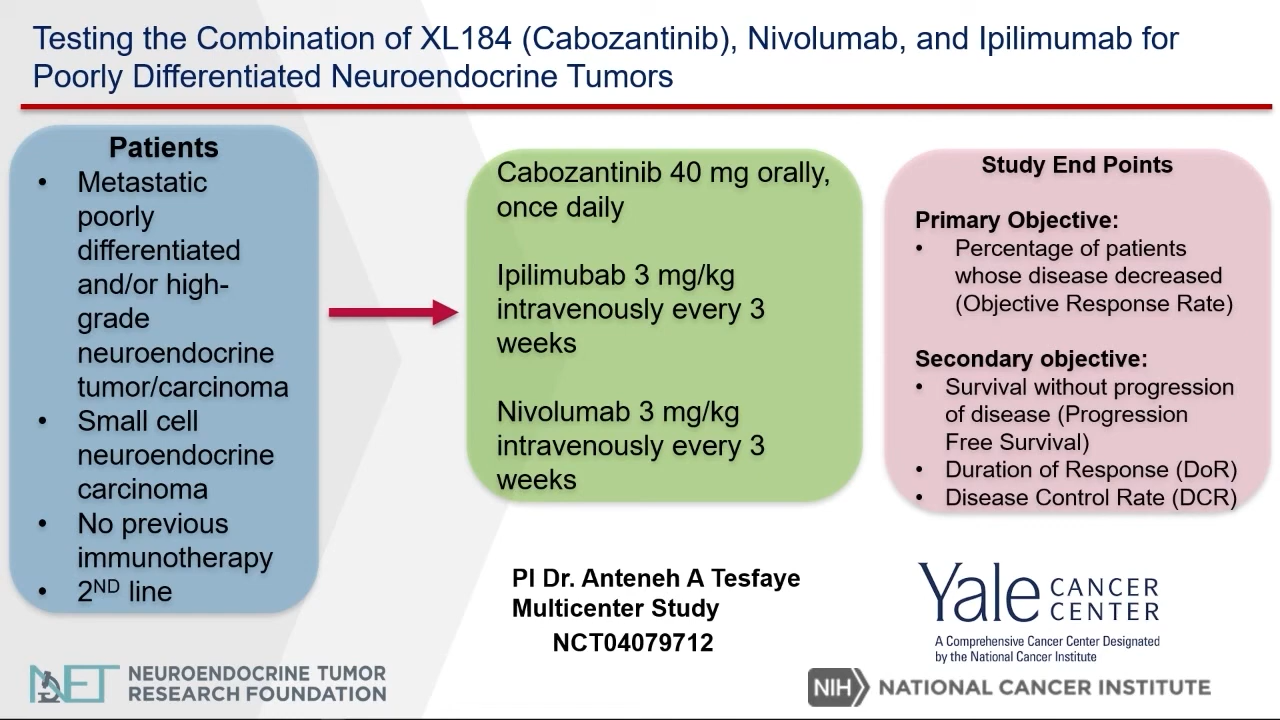 Testing the Combination of XL184 (Cabozantinib), Nivolumab, and Ipilimumab for
Poorly Differentiated Neuroendocrine Tumors
Patients
• Metastatic
poorly
differentiated
and/or high-
grade
neuroendocrine
tumor/carcinoma
• Small cell
neuroendocrine
carcinoma
• No previous
immunotherapy
• 2ND line
Cabozantinib 40 mg orally,
once daily
Ipilimubab 3 mg/kg
intravenously every 3
weeks
Nivolumab 3 mg/kg
intravenously every 3
weeks
Study End Points
Primary Objective:
• Percentage of patients
whose disease decreased
(Objective Response Rate)
Secondary objective:
• Survival without progression
of disease (Progression
Free Survival)
• Duration of Response (DoR)
• Disease Control Rate (DCR)
PI Dr. Anteneh A Tesfaye
Multicenter Study
NCT04079712
Yale CANCER
CENTER
A Comprehensive Cancer Center Designated
by the National Cancer Institute
NET NEUROENDOCRINE TUMOR
RESEARCH FOUNDATION
NIH NATIONAL CANCER INSTITUTE